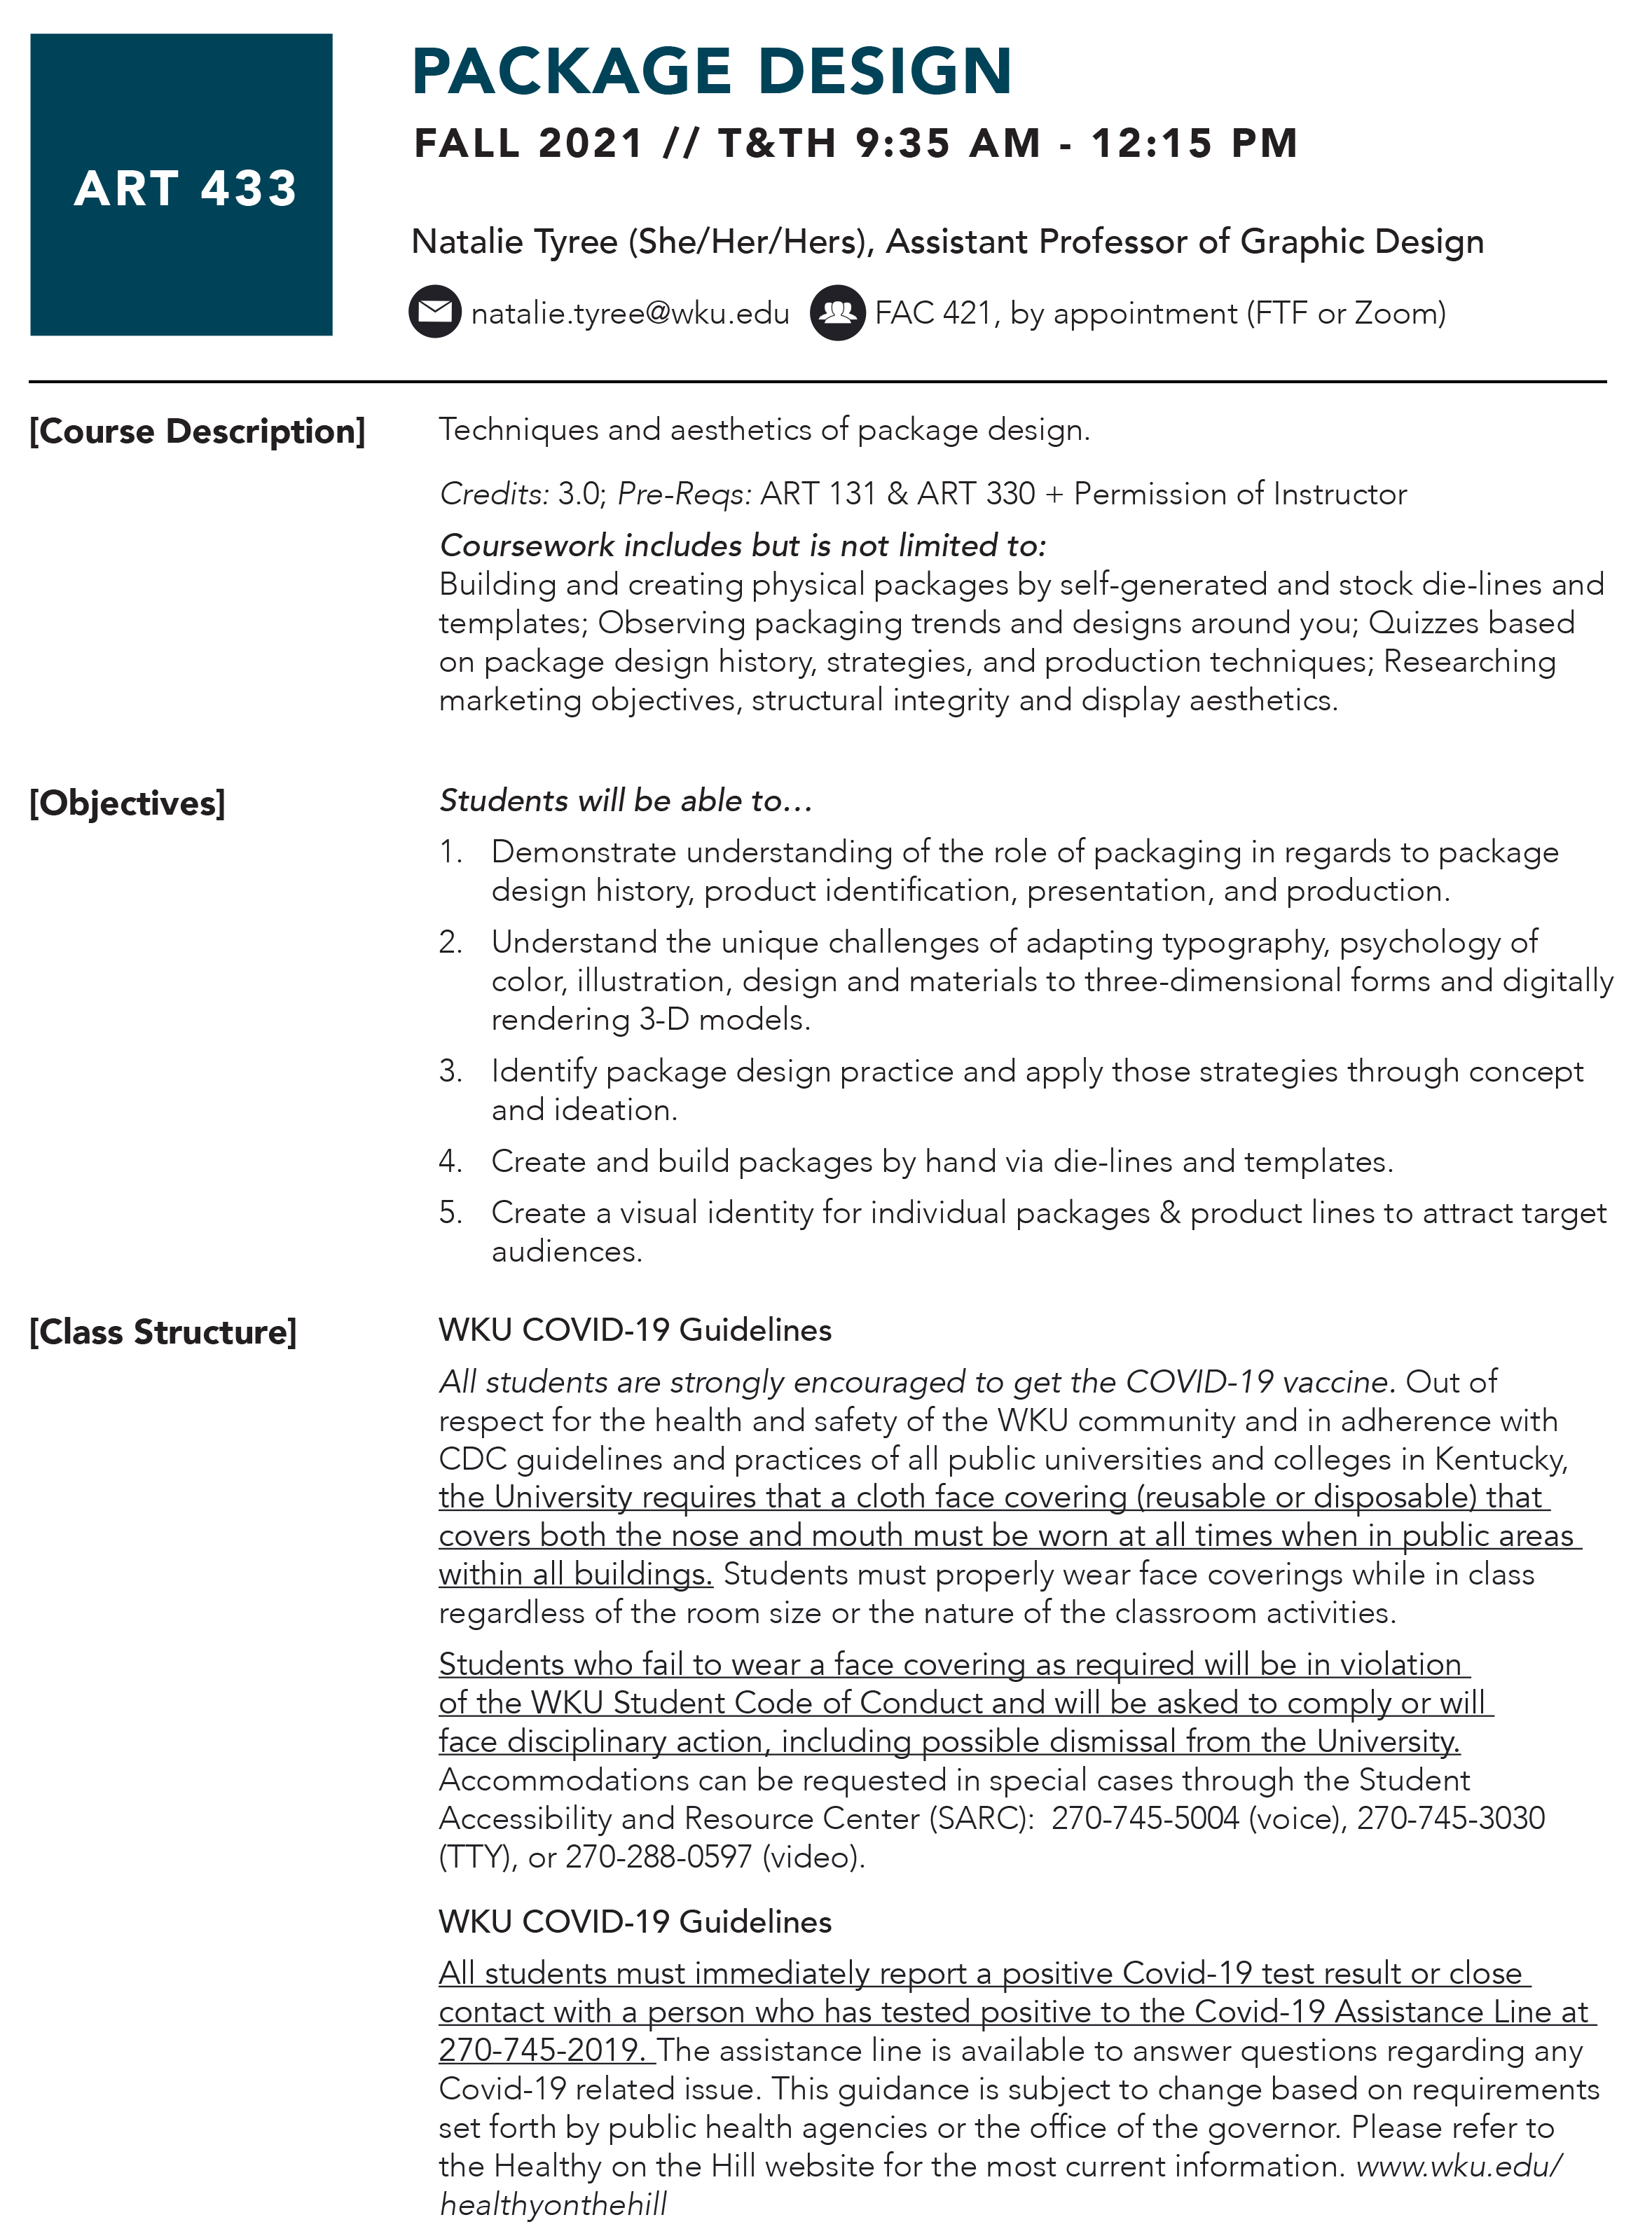 ART 433
PACKAGE DESIGN
FALL 2021 // T&TH 9:35 AM - 12:15 PM
Natalie Tyree (She/Her/Hers), Assistant Professor of Graphic Design
natalie.tyree@wku.edu FAC 421, by appointment (FTF or Zoom)
[Course Description]
Techniques and aesthetics of package design.
Credits: 3.0; Pre-Reqs: ART 131 & ART 330 + Permission of Instructor
Coursework includes but is not limited to:
Building and creating physical packages by self-generated and stock die-lines and
templates; Observing packaging trends and designs around you; Quizzes based
on package design history, strategies, and production techniques; Researching
marketing objectives, structural integrity and display aesthetics.
[Objectives]
Students will be able to…
1. Demonstrate understanding of the role of packaging in regards to package
design history, product identification, presentation, and production.
2. Understand the unique challenges of adapting typography, psychology of
color, illustration, design and materials to three-dimensional forms and digitally
rendering 3-D models.
3. Identify package design practice and apply those strategies through concept
and ideation.
4. Create and build packages by hand via die-lines and templates.
5. Create a visual identity for individual packages & product lines to attract target
audiences.
[Class Structure]
WKU COVID-19 Guidelines
All students are strongly encouraged to get the COVID-19 vaccine. Out of
respect for the health and safety of the WKU community and in adherence with
CDC guidelines and practices of all public universities and colleges in Kentucky,
the University requires that a cloth face covering (reusable or disposable) that
covers both the nose and mouth must be worn at all times when in public areas
within all buildings. Students must properly wear face coverings while in class
regardless of the room size or the nature of the classroom activities.
Students who fail to wear a face covering as required will be in violation
of the WKU Student Code of Conduct and will be asked to comply or will
face disciplinary action, including possible dismissal from the University.
Accommodations can be requested in special cases through the Student
Accessibility and Resource Center (SARC): 270-745-5004 (voice), 270-745-3030
(TTY), or 270-288-0597 (video).
WKU COVID-19 Guidelines
All students must immediately report a positive Covid-19 test result or close
contact with a person who has tested positive to the Covid-19 Assistance Line at
270-745-2019. The assistance line is available to answer questions regarding any
Covid-19 related issue. This guidance is subject to change based on requirements
set forth by public health agencies or the office of the governor. Please refer to
the Healthy on the Hill website for the most current information. www.wku.edu/
healthyonthehill